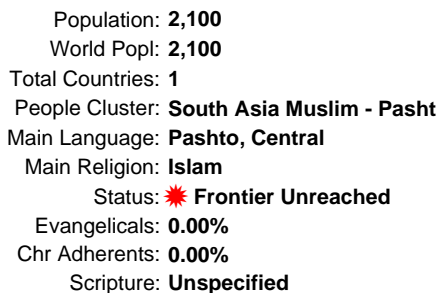 Population: 2,100
World Popl: 2,100
Total Countries: 1
People Cluster: South Asia Muslim - Pasht
Main Language: Pashto, Central
Main Religion: Islam
Status: Frontier Unreached
Evangelicals: 0.00%
Chr Adherents: 0.00%
Scripture: Unspecified